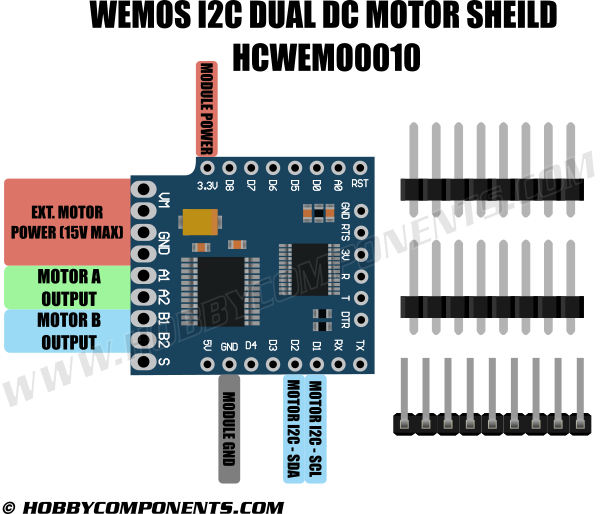 WEMOS I2C DUAL DC MOTOR SHEILD
HCWEMO0010
MODULE POWER
3.3V D8 D7 D6 D5 D0 A0 RST
EXT. MOTOR
POWER (15V MAX)
MOTOR A
OUTPUT
MOTOR B
OUTPUT
VM
GND
A1
A2
B1
B2
S
GND
RTS
3V
R
T
DTR
5V GND D4 D3 D2 D1 RX TX
MODULE GND
MOTOR I2C - SDA
MOTOR I2C - SCL
WWW.HOBBYCOMPONENTS.COM
© HOBBYCOMPONENTS.COM